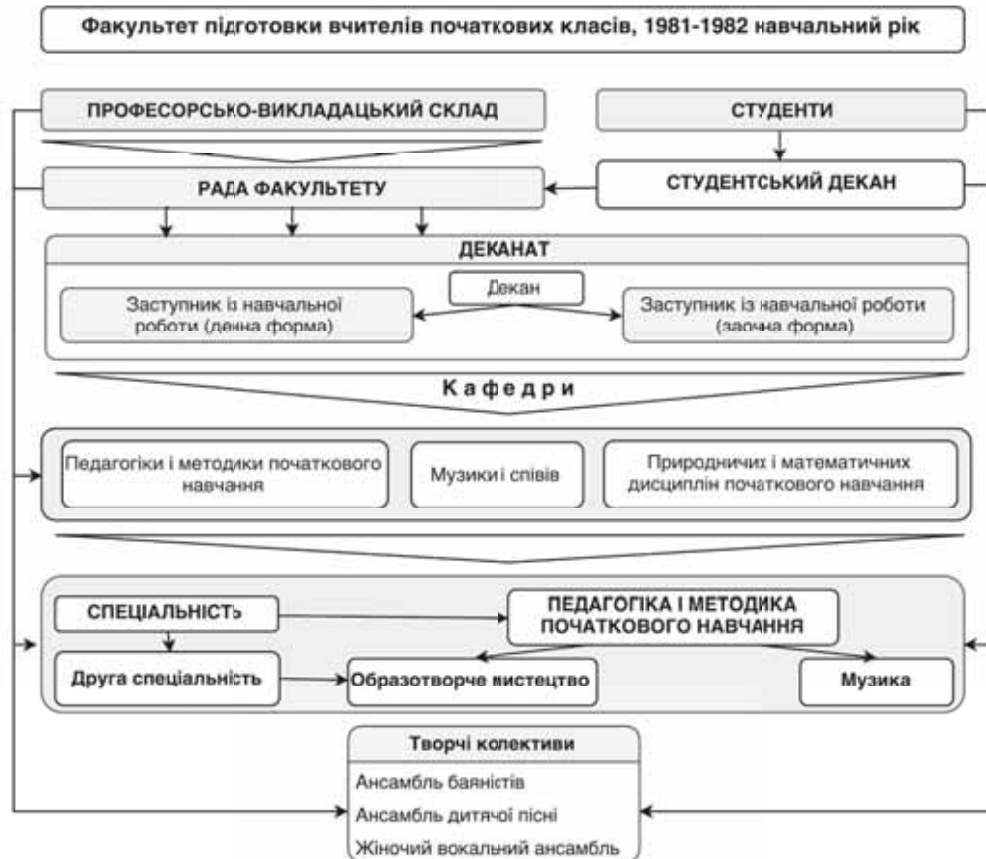 Факультет підготовки вчителів початкових класів, 1981-1982 навчальний рік
ПРОФЕСОРСЬКО-ВИКЛАДАЦЬКИЙ СКЛАД
СТУДЕНТИ
РАДА ФАКУЛЬТЕТУ
СТУДЕНТСЬКИЙ ДЕКАН
ДЕКАНАТ
Декан
Заступник із навчальної
роботи (денна форма)
Заступник із навчальної роботи
(заочна форма)
Кафедри
Педагогіки і методики початкового
навчання
Музики і співів
Природничих і математичних
дисциплін початкового навчання
СПЕЦІАЛЬНІСТЬ
ПЕДАГОГІКА І МЕТОДИКА
ПОЧАТКОВОГО НАВЧАННЯ
Друга спеціальність
Образотворче мистецтво
Музика
Творчі колективи
Ансамбль баяністів
Ансамбль дитячої пісні
Жіночий вокальний ансамбль